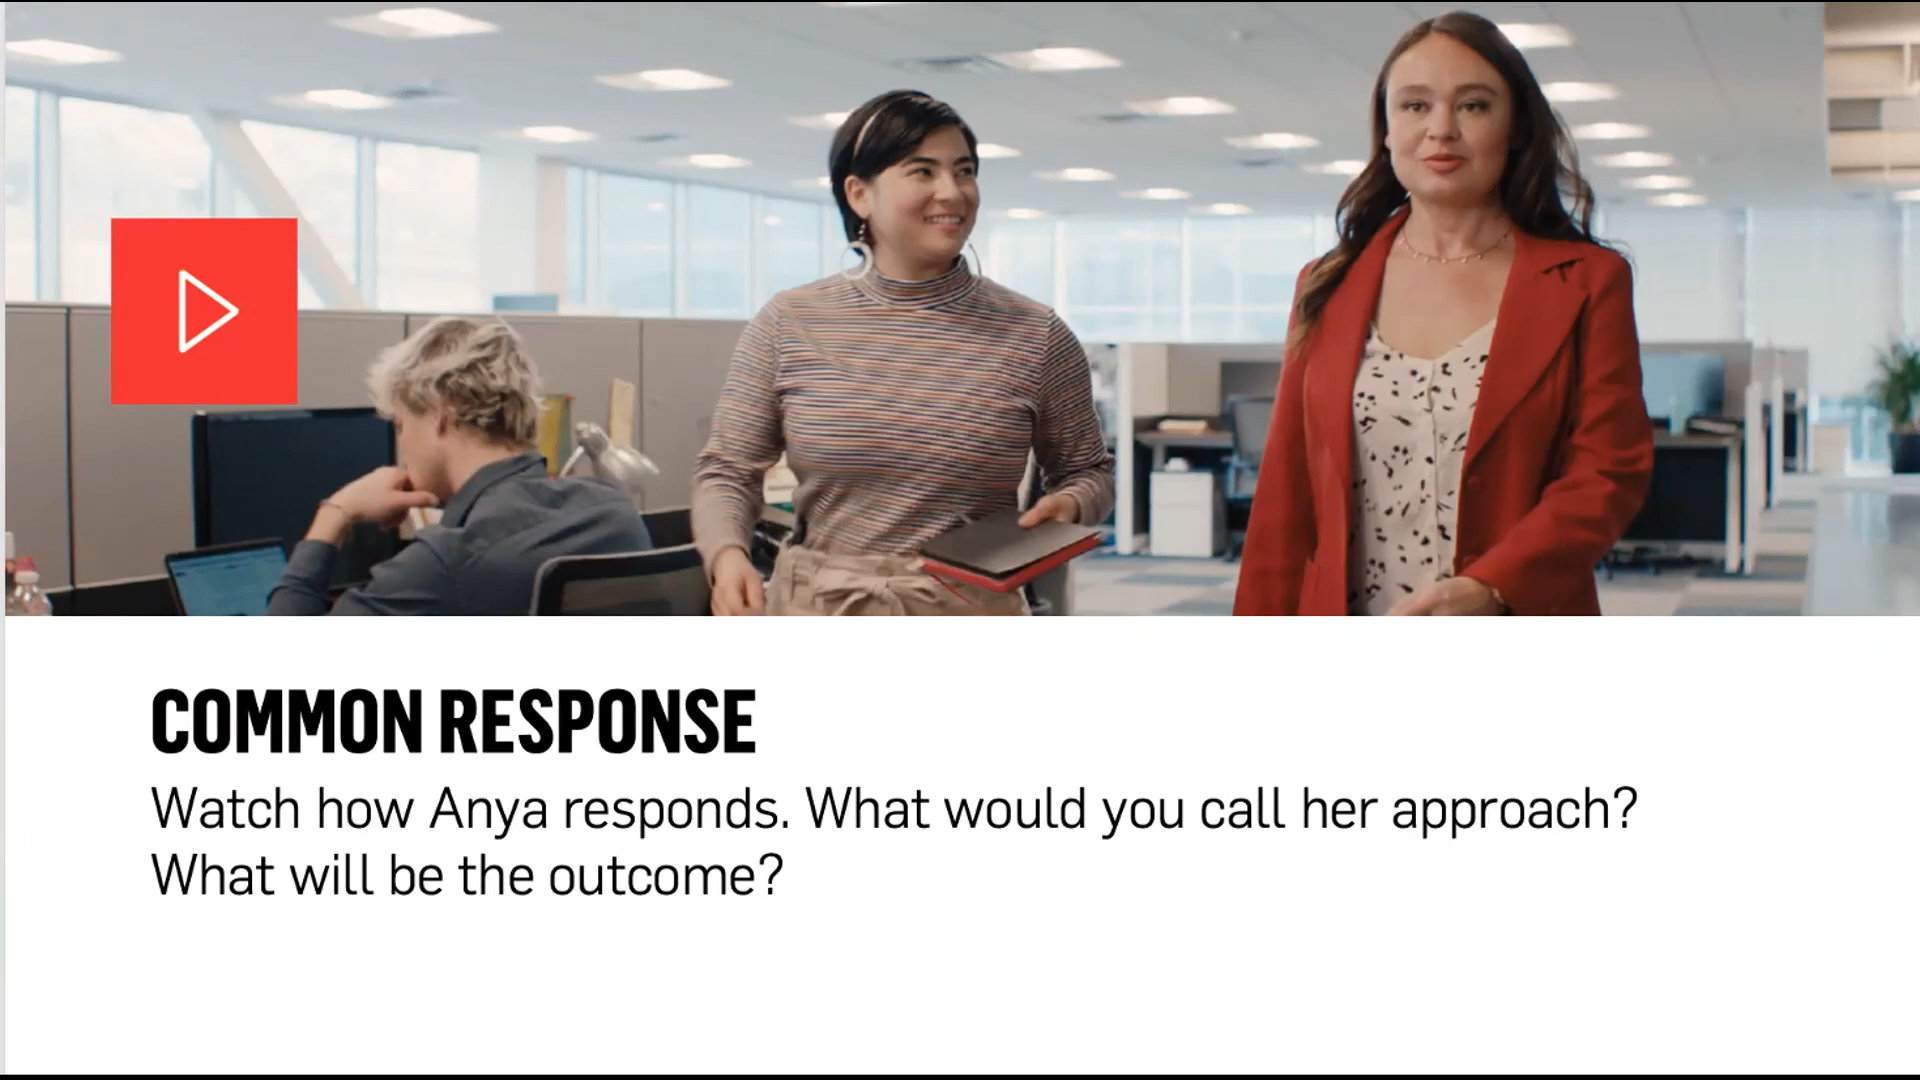 COMMON RESPONSE
Watch how Anya responds. What would you call her approach?
What will be the outcome?